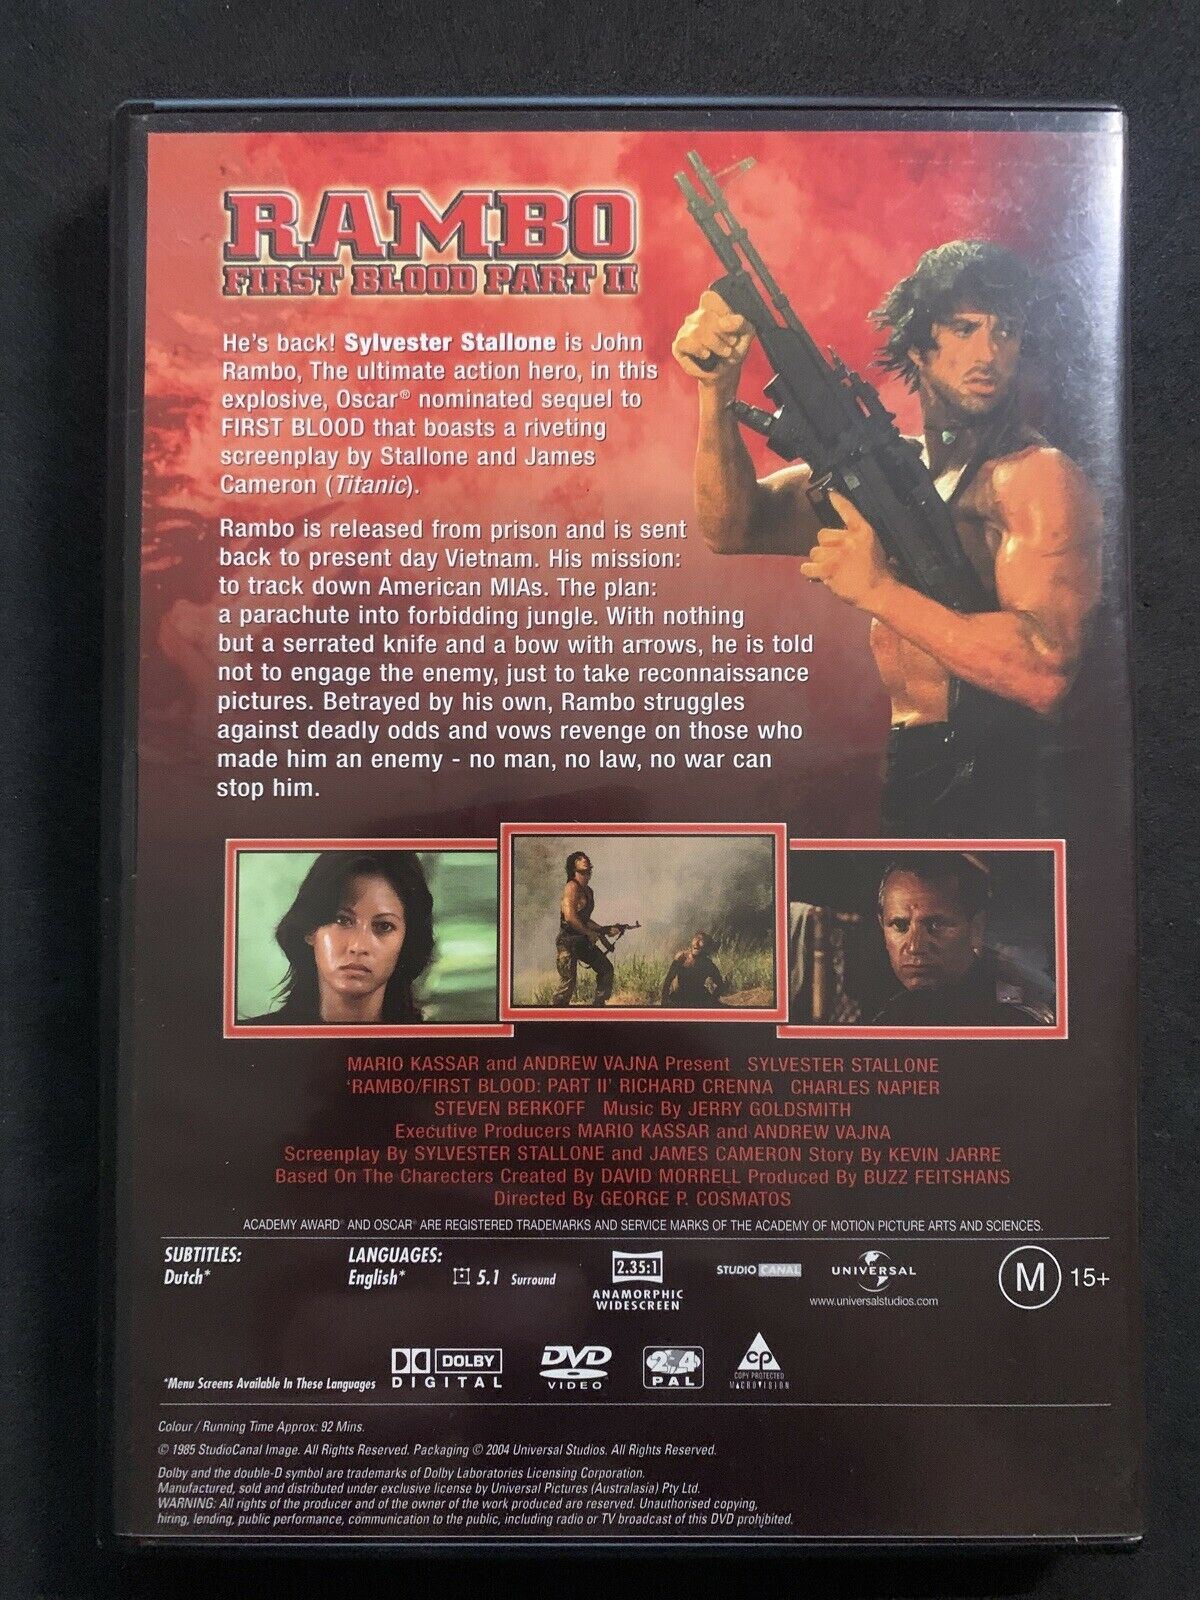 RAMBO
FIRST BLOOD PART II
He's back! Sylvester Stallone is John
Rambo, The ultimate action hero, in this
explosive, Oscar® nominated sequel to
FIRST BLOOD that boasts a riveting
screenplay by Stallone and James
Cameron (Titanic).
Rambo is released from prison and is sent
back to present day Vietnam. His mission:
to track down American MIAs. The plan:
a parachute into forbidding jungle. With nothing
but a serrated knife and a bow with arrows, he is told
not to engage the enemy, just to take reconnaissance
pictures. Betrayed by his own, Rambo struggles
against deadly odds and vows revenge on those who
made him an enemy - no man, no law, no war can
stop him.
MARIO KASSAR and ANDREW VAJNA Present SYLVESTER STALLONE
'RAMBO/FIRST BLOOD: PART II' RICHARD CRENNA CHARLES NAPIER
STEVEN BERKOFF Music By JERRY GOLDSMITH
Executive Producers MARIO KASSAR and ANDREW VAJNA
Screenplay By SYLVESTER STALLONE and JAMES CAMERON Story By KEVIN JARRE
Based On The Charecters Created By DAVID MORRELL Produced By BUZZ FEITSHANS
Directed By GEORGE P. COSMATOS
ACADEMY AWARD® AND OSCAR® ARE REGISTERED TRADEMARKS AND SERVICE MARKS OF THE ACADEMY OF MOTION PICTURE ARTS AND SCIENCES.
SUBTITLES:
Dutch*
LANGUAGES:
English* 5.1 Surround
2.35:1
ANAMORPHIC
WIDESCREEN
STUDIO CANAL
UNIVERSAL
www.universalstudios.com
M 15+
*Menu Screens Available In These Languages
DOLBY
DIGITAL
DVD
VIDEO
2 4
PAL
CP
COPY PROTECTED
MACROVISION
Colour / Running Time Approx: 92 Mins.
© 1985 StudioCanal Image. All Rights Reserved. Packaging © 2004 Universal Studios. All Rights Reserved.
Dolby and the double-D symbol are trademarks of Dolby Laboratories Licensing Corporation.
Manufactured, sold and distributed under exclusive license by Universal Pictures (Australasia) Pty Ltd.
WARNING: All rights of the producer and of the owner of the work produced are reserved. Unauthorised copying,
hiring, lending, public performance, communication to the public, including radio or TV broadcast of this DVD prohibited.